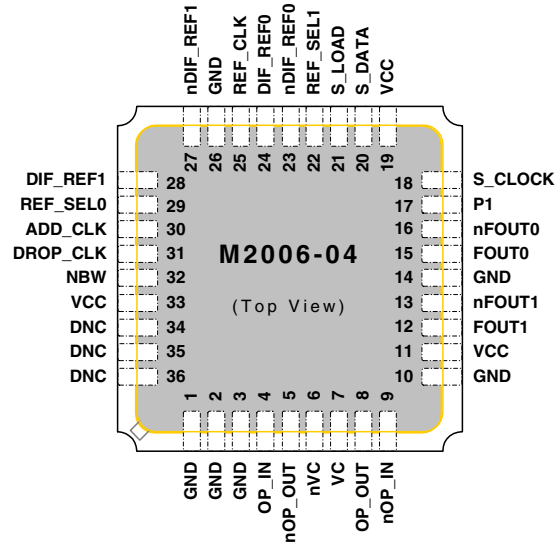 nDIF_REF1
GND
REF_CLK
DIF_REF0
nDIF_REF0
REF_SEL1
S_LOAD
S_DATA
VCC
27
26
25
24
23
22
21
20
19
DIF_REF1 28
REF_SEL0 29
ADD_CLK 30
DROP_CLK 31
NBW 32
VCC 33
DNC 34
DNC 35
DNC 36
M2006-04
(Top View)
18 S_CLOCK
17 P1
16 nFOUT0
15 FOUT0
14 GND
13 nFOUT1
12 FOUT1
11 VCC
10 GND
1
2
3
4
5
6
7
8
9
GND
GND
GND
OP_IN
nOP_OUT
nVC
VC
OP_OUT
nOP_IN